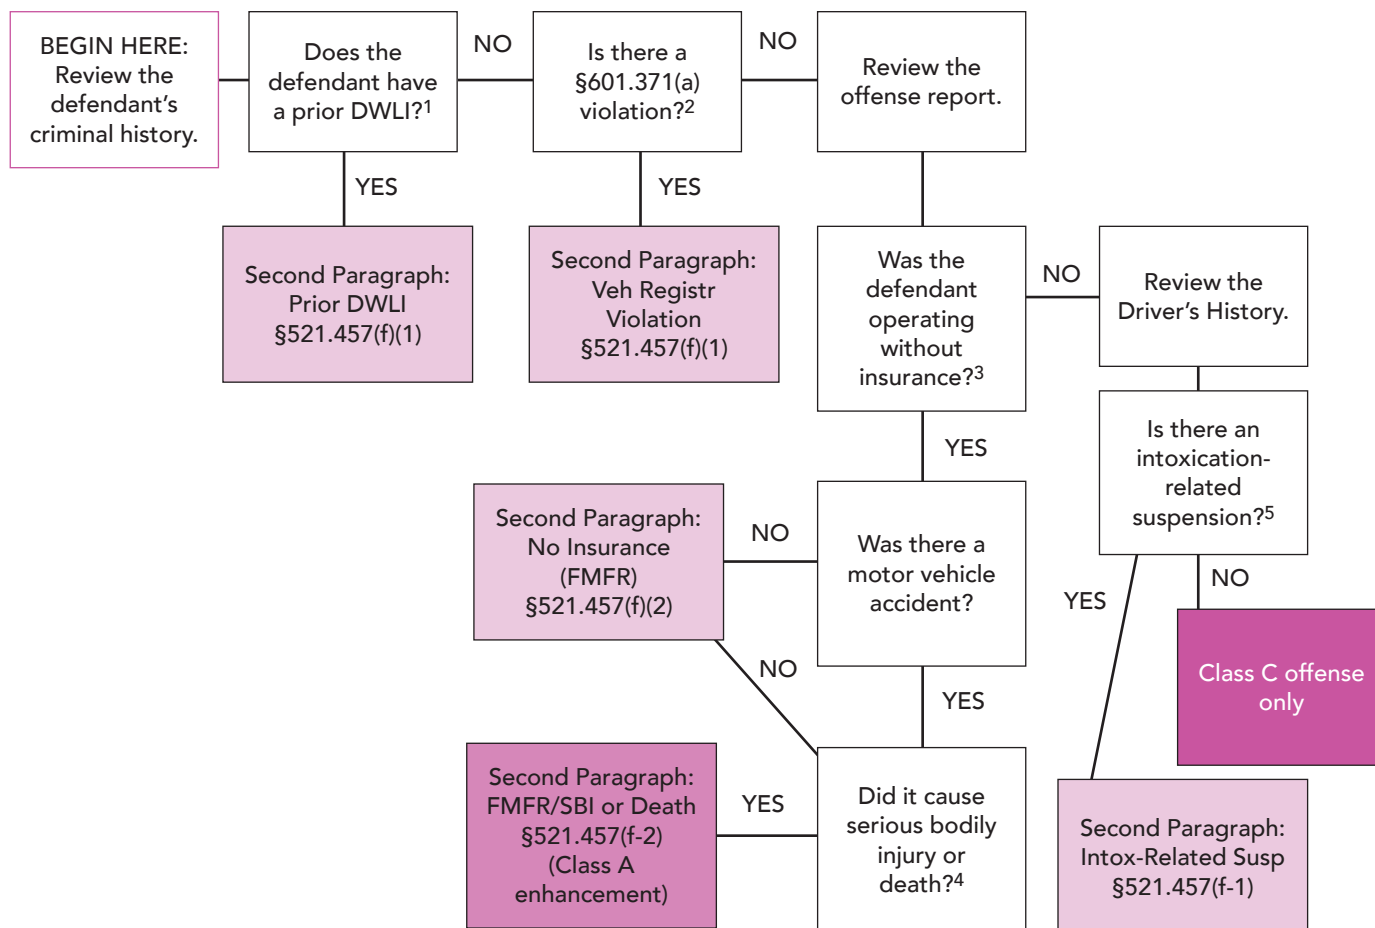 BEGIN HERE:
Review the
defendant's
criminal history.
Does the
defendant have
a prior DWLI?1
NO
Is there a
§601.371(a)
violation?2
NO
Review the
offense report.
YES
YES
Second Paragraph:
Prior DWLI
§521.457(f)(1)
Second Paragraph:
Veh Registr
Violation
§521.457(f)(1)
Was the
defendant
operating
without
insurance?3
NO
Review the
Driver's History.
YES
Is there an
intoxication-
related
suspension?5
Second Paragraph:
No Insurance
(FMFR)
§521.457(f)(2)
NO
Was there a
motor vehicle
accident?
YES
NO
Class C offense
only
NO
YES
Second Paragraph:
FMFR/SBI or Death
§521.457(f-2)
(Class A
enhancement)
YES
Did it cause
serious bodily
injury or
death?4
Second Paragraph:
Intox-Related Susp
§521.457(f-1)